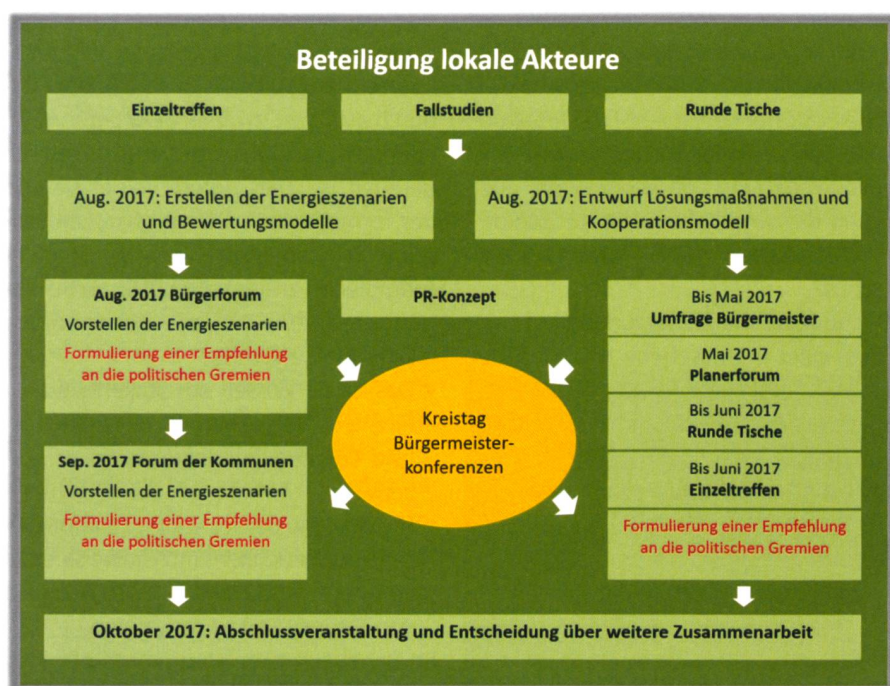 Beteiligung lokale Akteure
Einzeltreffen
Fallstudien
Runde Tische
Aug. 2017: Erstellen der Energieszenarien
und Bewertungsmodelle
Aug. 2017: Entwurf Lösungsmaßnahmen und
Kooperationsmodell
Aug. 2017 Bürgerforum
Vorstellen der Energieszenarien
Formulierung einer Empfehlung
an die politischen Gremien
Sep. 2017 Forum der Kommunen
Vorstellen der Energieszenarien
Formulierung einer Empfehlung
an die politischen Gremien
PR-Konzept
Kreistag
Bürgermeister-
konferenzen
Bis Mai 2017
Umfrage Bürgermeister
Mai 2017
Planerforum
Bis Juni 2017
Runde Tische
Bis Juni 2017
Einzeltreffen
Formulierung einer Empfehlung
an die politischen Gremien
Oktober 2017: Abschlussveranstaltung und Entscheidung über weitere Zusammenarbeit